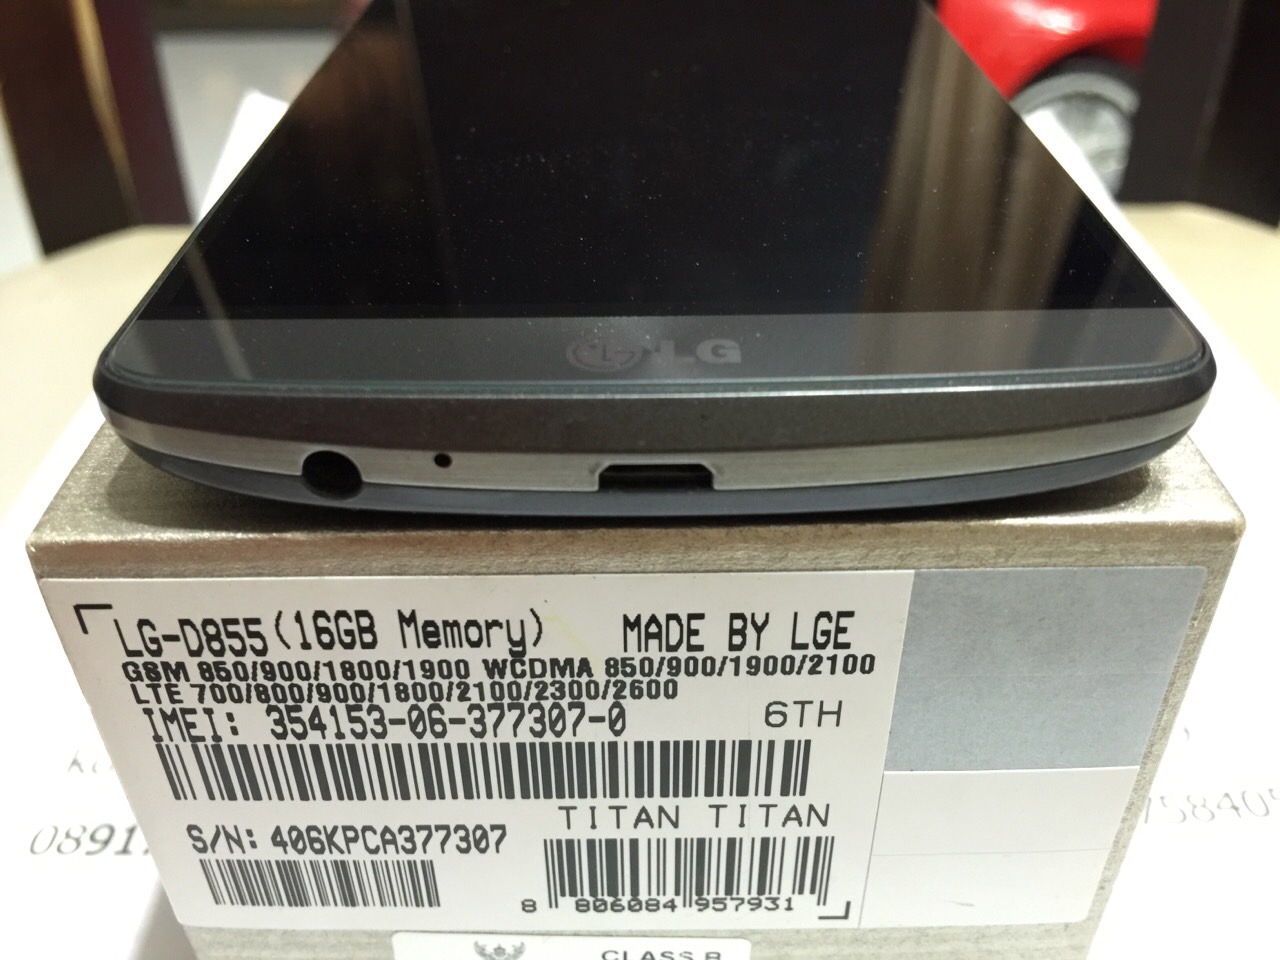 LG
LG-D855(16GB Memory) MADE BY LGE
GSM 850/900/1800/1900 WCDMA 850/900/1900/2100
LTE 700/800/900/1800/2100/2300/2600
IMEI: 354153-06-377307-0 6TH
TITAN TITAN
S/N: 406KPCA377307
8 806084 957931
CLASS B